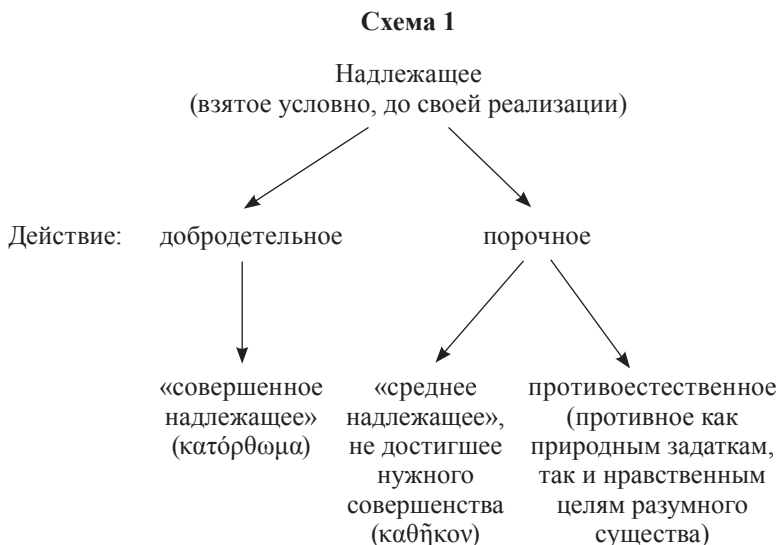 Схема 1
Надлежащее
(взятое условно, до своей реализации)
Действие: добродетельное порочное
«совершенное
надлежащее»
(κατόρθωμα)
«среднее
надлежащее»,
не достигшее
нужного
совершенства
(καθῆκον)
противоестественное
(противное как
природным задаткам,
так и нравственным
целям разумного
существа)